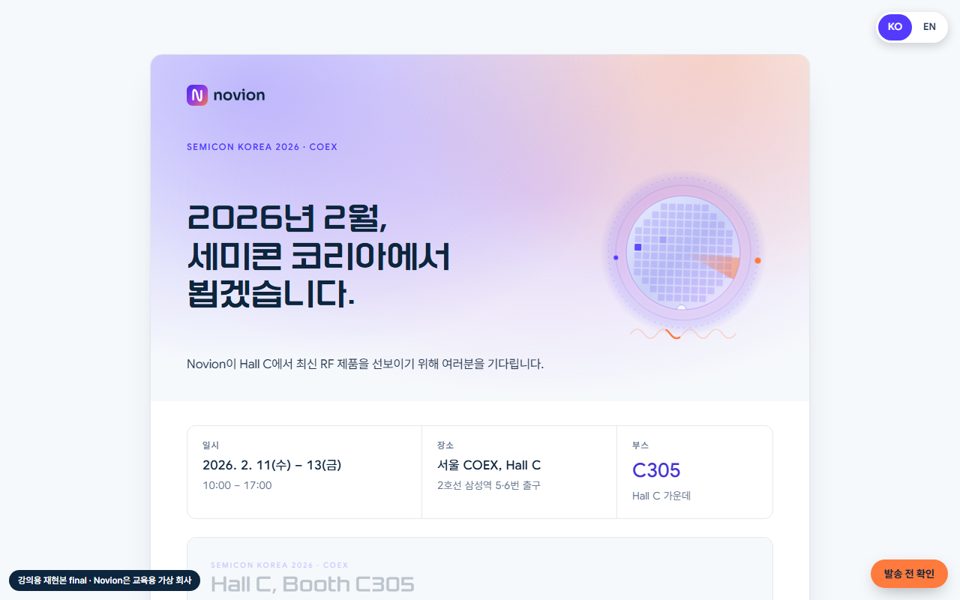 KO EN
novion
SEMICON KOREA 2026 · COEX
2026년 2월,
세미콘 코리아에서
뵙겠습니다.
Novion이 Hall C에서 최신 RF 제품을 선보이기 위해 여러분을 기다립니다.
일시
2026. 2. 11(수) – 13(금)
10:00 – 17:00
장소
서울 COEX, Hall C
2호선 삼성역 5·6번 출구
부스
C305
Hall C 가운데
SEMICON KOREA 2026 · COEX
Hall C, Booth C305
강의용 재현본 final · Novion은 교육용 가상 회사
발송 전 확인